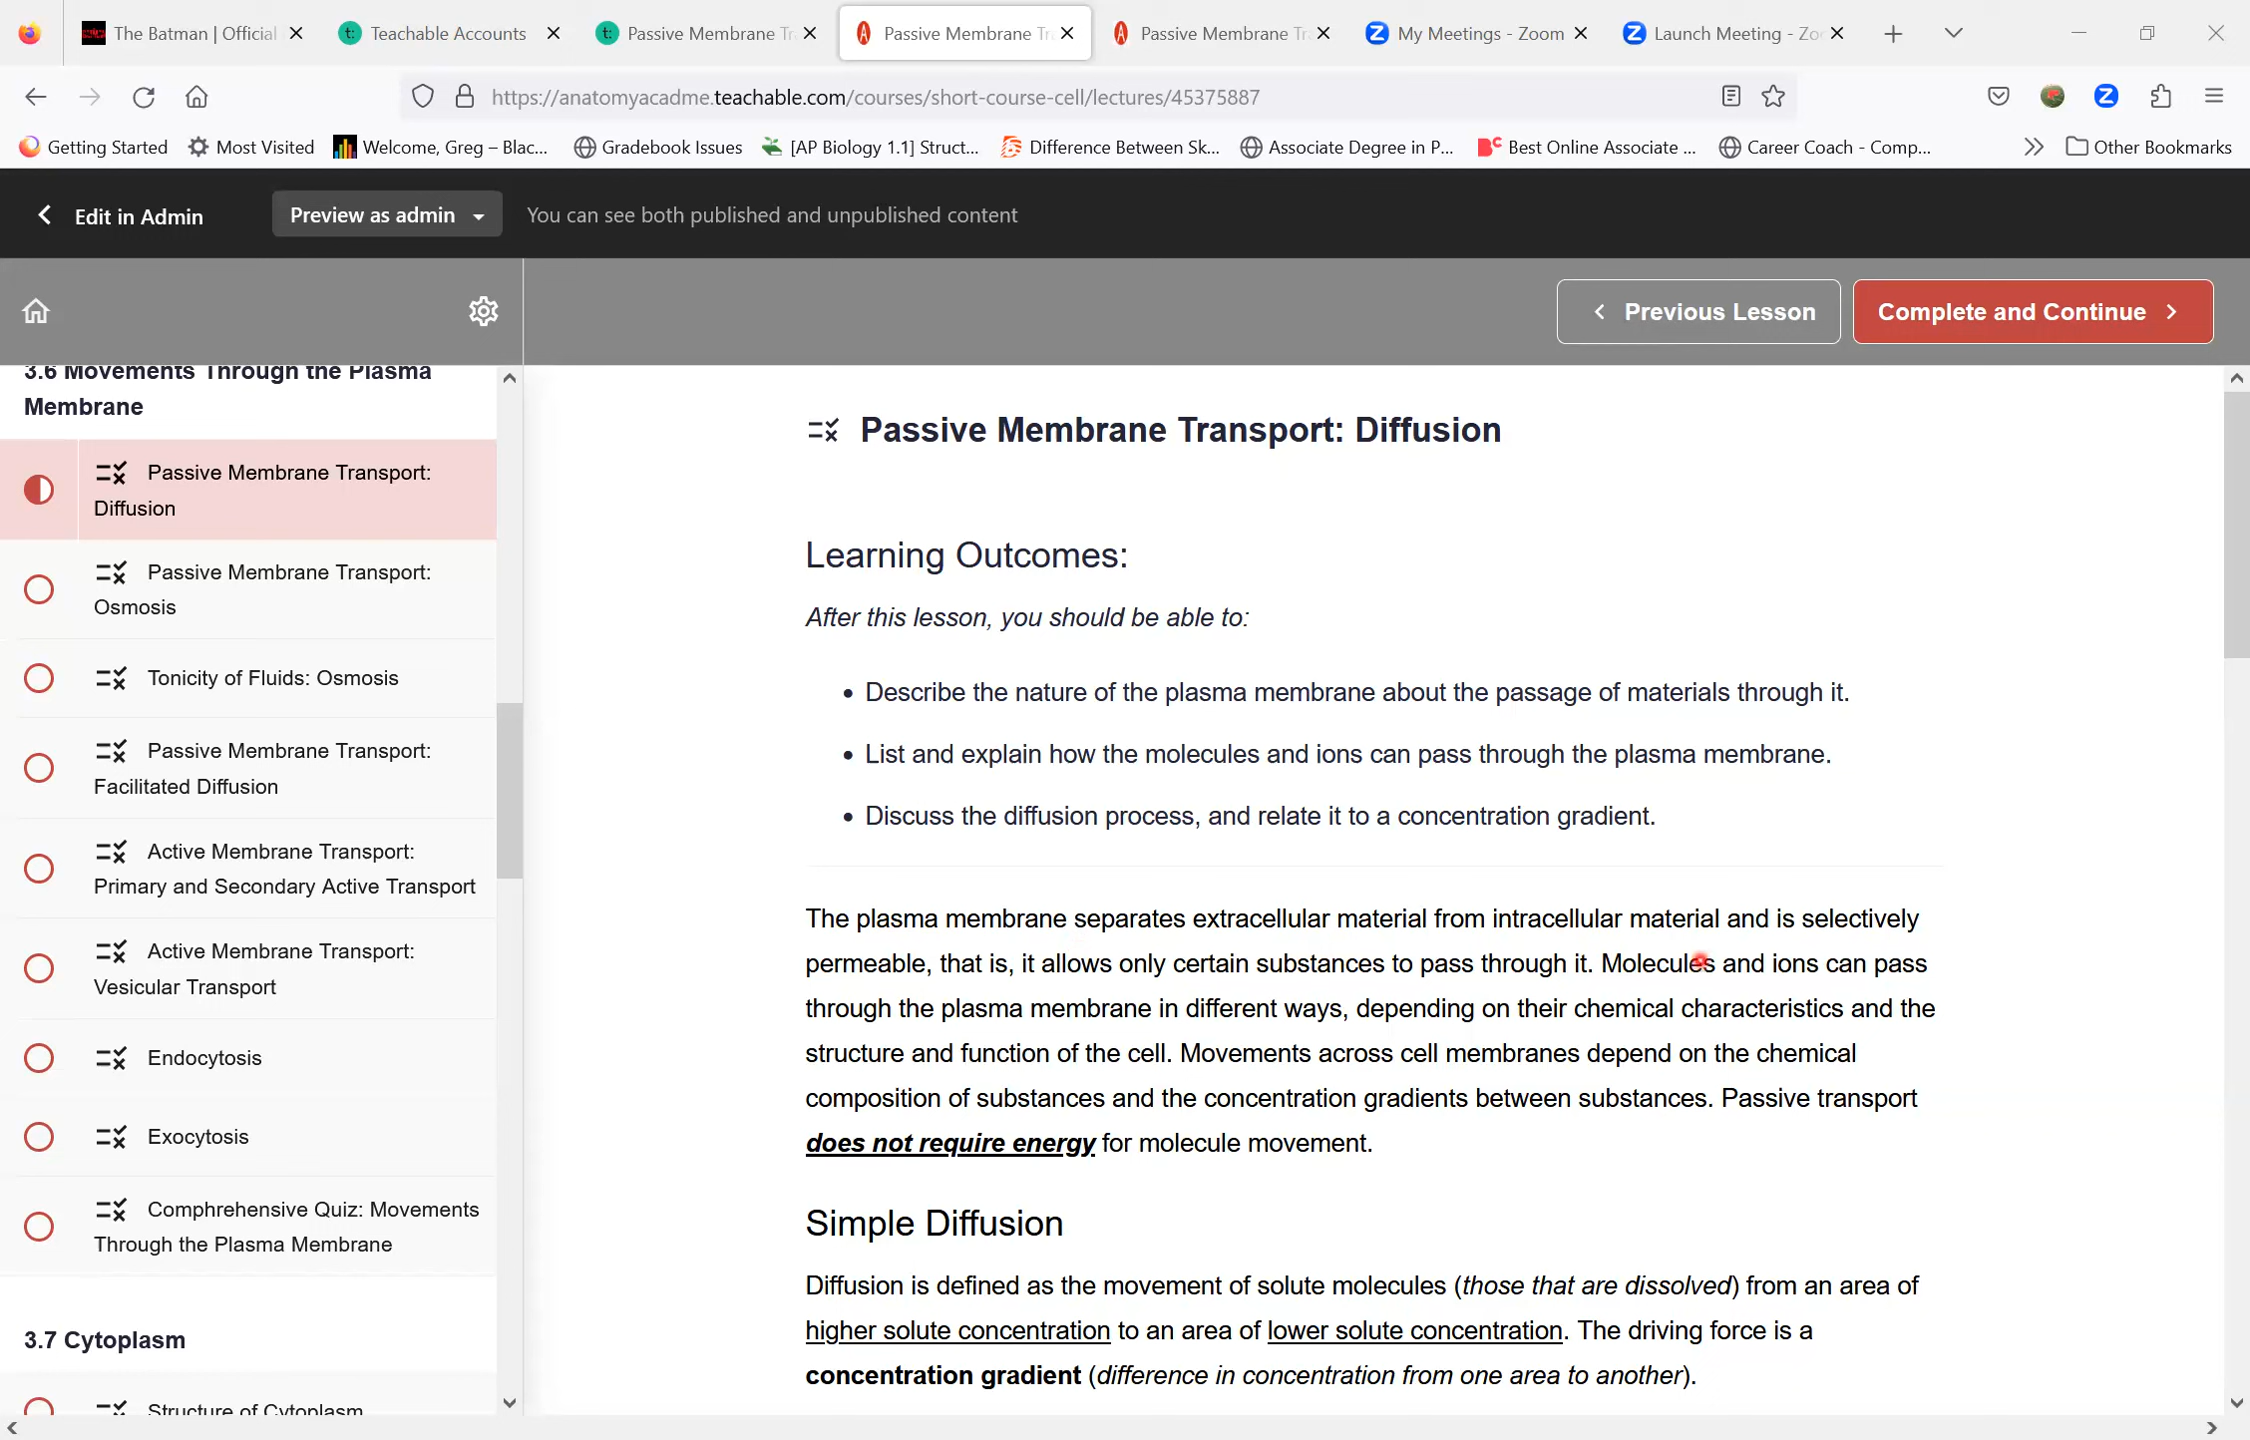 The Batman | Official
Teachable Accounts
Passive Membrane Tr
Passive Membrane Tr
Passive Membrane Tr
My Meetings - Zoom
Launch Meeting - Zoo
https://anatomyacadme.teachable.com/courses/short-course-cell/lectures/45375887
Getting Started
Most Visited
Welcome, Greg – Blac...
Gradebook Issues
[AP Biology 1.1] Struct...
Difference Between Sk...
Associate Degree in P...
Best Online Associate ...
Career Coach - Comp...
Other Bookmarks
Edit in Admin
Preview as admin
You can see both published and unpublished content
Previous Lesson
Complete and Continue
3.6 Movements Through the Plasma
Membrane
Passive Membrane Transport:
Diffusion
Passive Membrane Transport:
Osmosis
Tonicity of Fluids: Osmosis
Passive Membrane Transport:
Facilitated Diffusion
Active Membrane Transport:
Primary and Secondary Active Transport
Active Membrane Transport:
Vesicular Transport
Endocytosis
Exocytosis
Comphrehensive Quiz: Movements
Through the Plasma Membrane
3.7 Cytoplasm
Structure of Cytoplasm
Passive Membrane Transport: Diffusion
Learning Outcomes:
After this lesson, you should be able to:
• Describe the nature of the plasma membrane about the passage of materials through it.
• List and explain how the molecules and ions can pass through the plasma membrane.
• Discuss the diffusion process, and relate it to a concentration gradient.
The plasma membrane separates extracellular material from intracellular material and is selectively
permeable, that is, it allows only certain substances to pass through it. Molecules and ions can pass
through the plasma membrane in different ways, depending on their chemical characteristics and the
structure and function of the cell. Movements across cell membranes depend on the chemical
composition of substances and the concentration gradients between substances. Passive transport
does not require energy for molecule movement.
Simple Diffusion
Diffusion is defined as the movement of solute molecules (those that are dissolved) from an area of
higher solute concentration to an area of lower solute concentration. The driving force is a
concentration gradient (difference in concentration from one area to another).